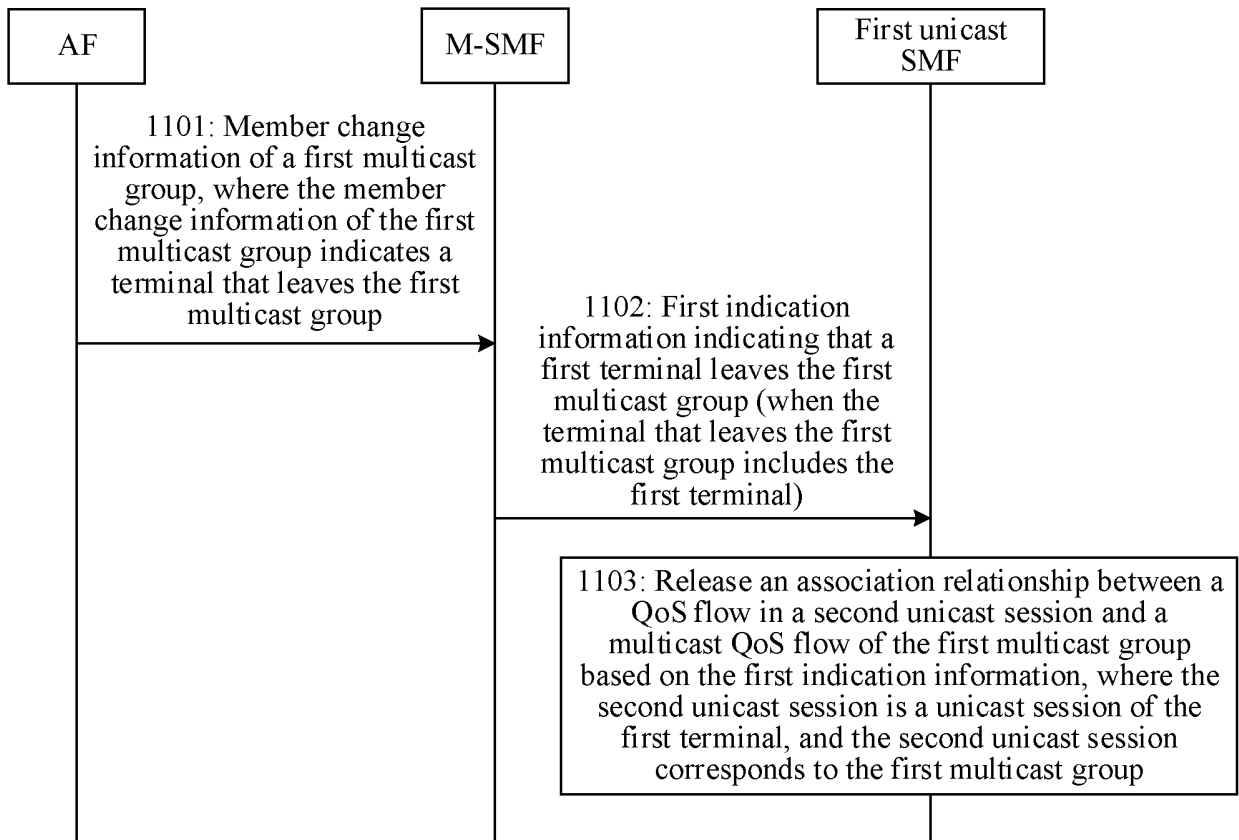 AF
M-SMF
First unicast
SMF
1101: Member change
information of a first multicast
group, where the member
change information of the first
multicast group indicates a
terminal that leaves the first
multicast group
1102: First indication
information indicating that a
first terminal leaves the first
multicast group (when the
terminal that leaves the first
multicast group includes the
first terminal)
1103: Release an association relationship between a
QoS flow in a second unicast session and a
multicast QoS flow of the first multicast group
based on the first indication information, where the
second unicast session is a unicast session of the
first terminal, and the second unicast session
corresponds to the first multicast group